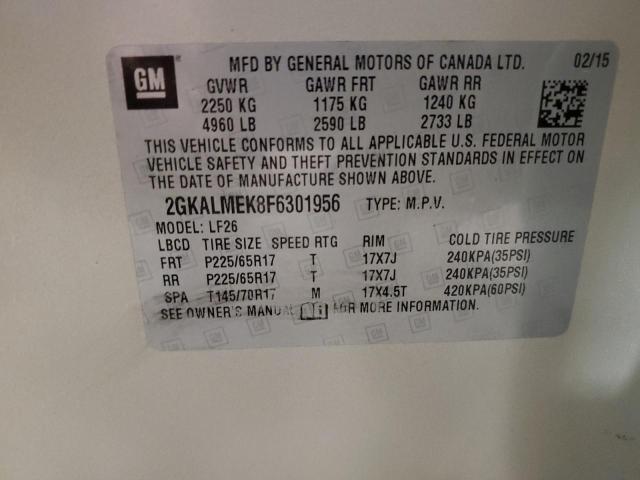 GM
MFD BY GENERAL MOTORS OF CANADA LTD. 02/15
GVWR GAWR FRT GAWR RR
2250 KG 1175 KG 1240 KG
4960 LB 2590 LB 2733 LB
THIS VEHICLE CONFORMS TO ALL APPLICABLE U.S. FEDERAL MOTOR
VEHICLE SAFETY AND THEFT PREVENTION STANDARDS IN EFFECT ON
THE DATE OF MANUFACTURE SHOWN ABOVE.
2GKALMEK8F6301956 TYPE: M.P.V.
MODEL: LF26
LBCD TIRE SIZE SPEED RTG RIM COLD TIRE PRESSURE
FRT P225/65R17 T 17X7J 240KPA(35PSI)
RR P225/65R17 T 17X7J 240KPA(35PSI)
SPA T145/70R17 M 17X4.5T 420KPA(60PSI)
SEE OWNER'S MANUAL FOR MORE INFORMATION.